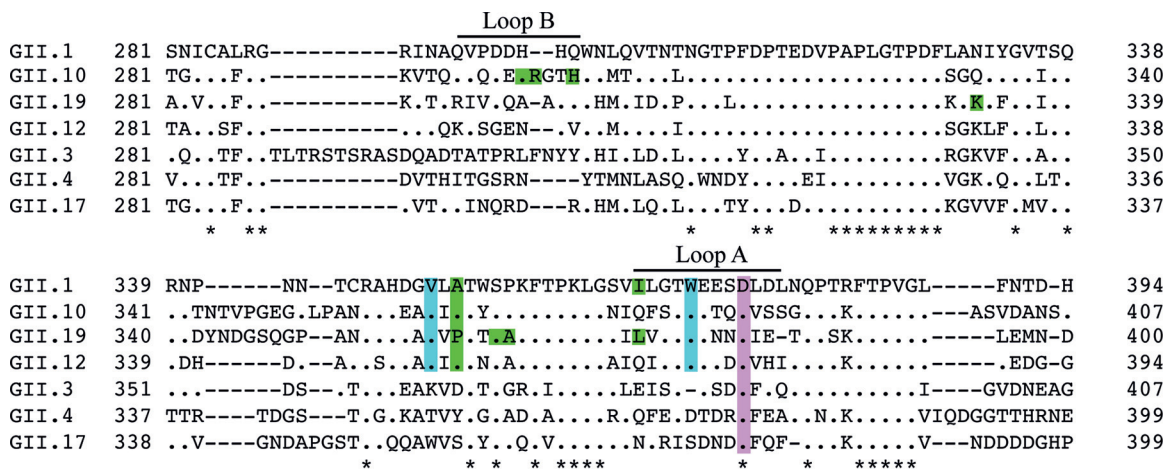 Loop B
GII.1 281 SNICALRG----------RINAQVPDDH--HQWNLQVTNTNGTPFDPTEDVPAPLGTPDFLANIYGVTSQ 338
GII.10 281 TG...F..----------KVTQ..Q.E.RGTH..MT...L....................SGQ....I.. 340
GII.19 281 A.V..F..----------K.T.RIV.QA-A...HM.ID.P...L................K.K.F..I.. 339
GII.12 281 TA..SF..----------...QK.SGEN--.V..M....I....................SGKLF..L.. 338
GII.3 281 .Q..TF..TLTRSTSRASDQADTATPRLFNYY.HI.LD.L....Y..A..I.........RGKVF..A.. 350
GII.4 281 V...TF..----------DVTHITGSRN----YTMNLASQ.WNDY....EI.........VGK.Q..LT. 336
GII.17 281 TG...F..----------.VT..INQRD---R.HM.LQ.L...TY...D...........KGVVF.MV.. 337
* ** * ** ********* * *
Loop A
GII.1 339 RNP-----NN--TCRAHDGVLATWSPKFTPKLGSVILGTWEESDLDLNQPTRFTPVGL----FNTD-H 394
GII.10 341 ..TNTVPGEG.LPAN...EA.I..Y...........NIQFS...TQ.VSSG...........ASVDANS. 407
GII.19 340 ..DYNDGSQGP-AN....A.VP.T.A........ILV...NN.IE-T..SK......----LEMN-D 400
GII.12 339 .DH-----D.--A..S..A.I..N.A.......AIQI....D.VHI...........----.EDG-G 394
GII.3 351 .......--DS--.T...EAKVD.T.GR.I.....LEIS.-SD.F.Q..........I...-GVDNEAG 407
GII.4 337 TTR----TDGS--T.G.KATVY.G.AD.A....R.QFE.DTDR.FEA..N.K.....VIQDGGTTHRNE 399
GII.17 338 ..V----GNDAPGST..QQAWVS.Y..Q.V.....N.RISDND.FQF-...K.....---NDDDDGHP 399
* * * * **** * * *****